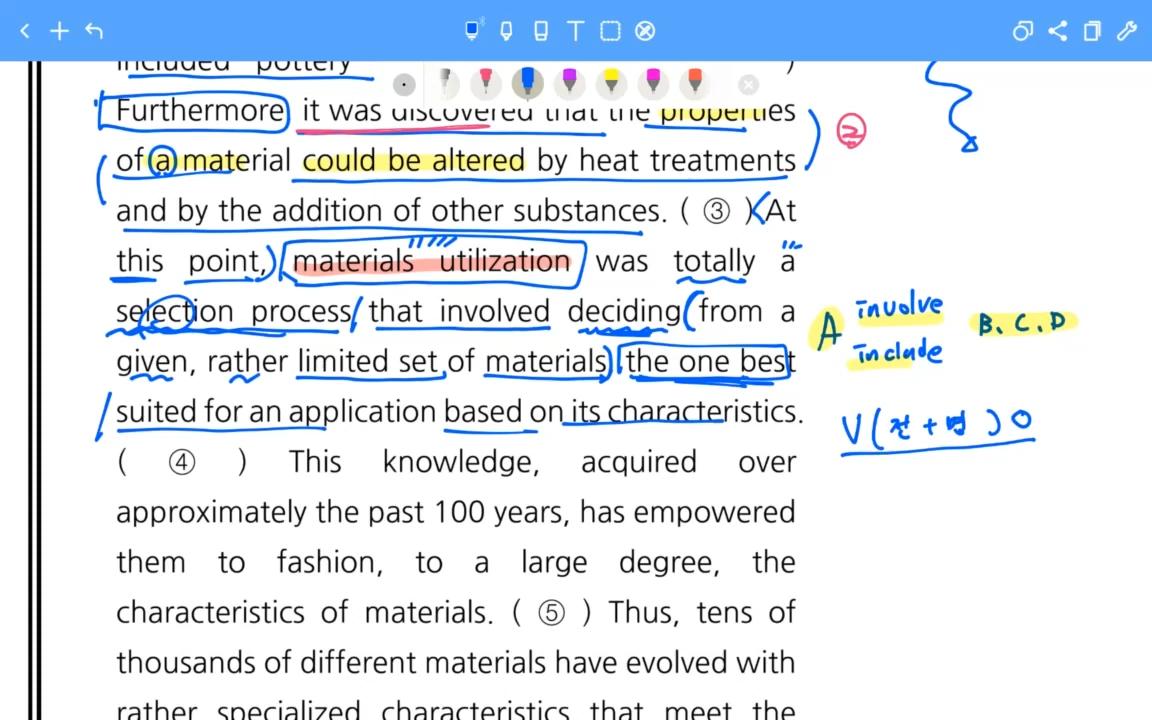 included pottery )
Furthermore it was discovered that the properties
of a material could be altered by heat treatments
and by the addition of other substances. ( ③ ) At
this point, materials utilization was totally a
selection process that involved deciding from a
given, rather limited set of materials the one best
suited for an application based on its characteristics.
( ④ ) This knowledge, acquired over
approximately the past 100 years, has empowered
them to fashion, to a large degree, the
characteristics of materials. ( ⑤ ) Thus, tens of
thousands of different materials have evolved with
rather specialized characteristics that meet the
②
A involve B. C. D
include
V (전 + 명) O